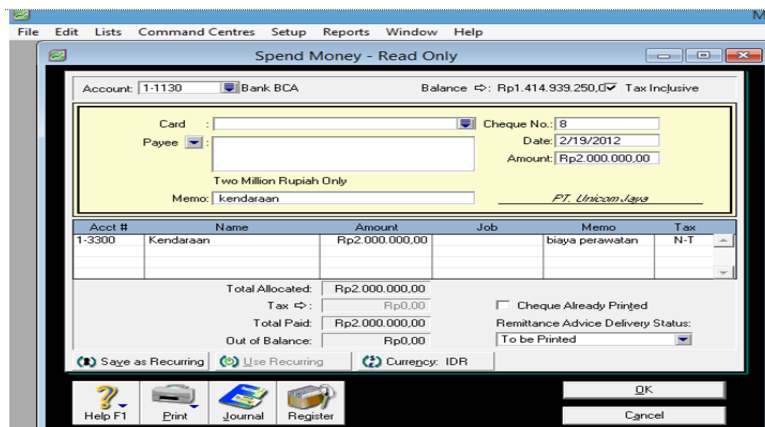 M
File Edit Lists Command Centres Setup Reports Window Help
Spend Money - Read Only
Account: 1-1130 Bank BCA Balance ⇨: Rp1.414.939.250,0 Tax Inclusive
Card : Cheque No.: 8
Payee : Date: 2/19/2012
Amount: Rp2.000.000,00
Two Million Rupiah Only
Memo: kendaraan PT. Unicom Jaya
Acct # Name Amount Job Memo Tax
1-3300 Kendaraan Rp2.000.000,00 biaya perawatan N-T
Total Allocated: Rp2.000.000,00
Tax ⇨: Rp0,00 Cheque Already Printed
Total Paid: Rp2.000.000,00 Remittance Advice Delivery Status:
Out of Balance: Rp0,00 To be Printed
Save as Recurring Use Recurring Currency: IDR
OK
Help F1 Print Journal Register
Cancel